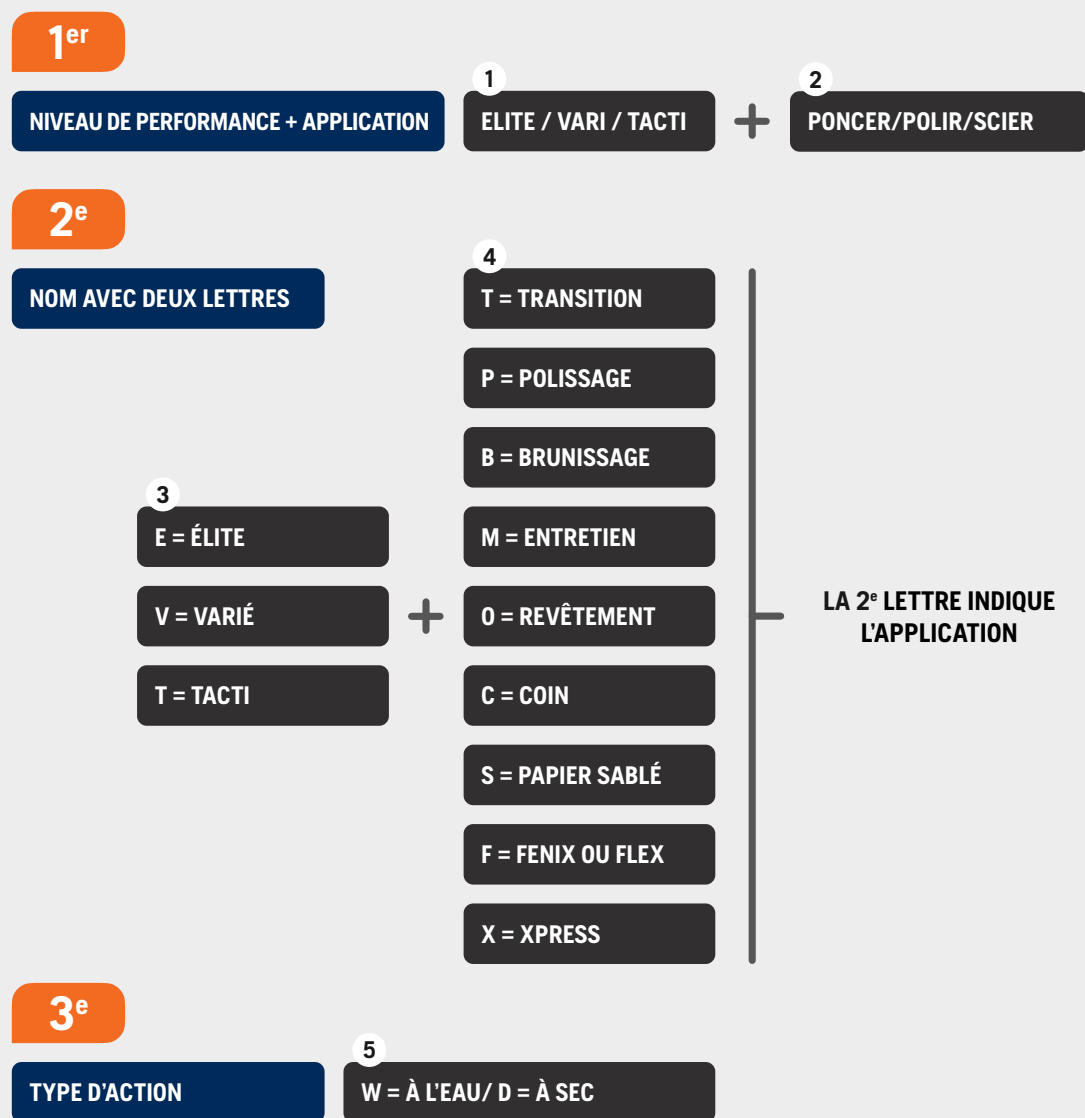 1er
NIVEAU DE PERFORMANCE + APPLICATION
1
ELITE / VARI / TACTI
+
2
PONCER/POLIR/SCIER
2e
NOM AVEC DEUX LETTRES
3
E = ÉLITE
V = VARIÉ
T = TACTI
+
4
T = TRANSITION
P = POLISSAGE
B = BRUNISSAGE
M = ENTRETIEN
O = REVÊTEMENT
C = COIN
S = PAPIER SABLÉ
F = FENIX OU FLEX
X = XPRESS
LA 2e LETTRE INDIQUE
L'APPLICATION
3e
TYPE D'ACTION
5
W = À L'EAU/ D = À SEC